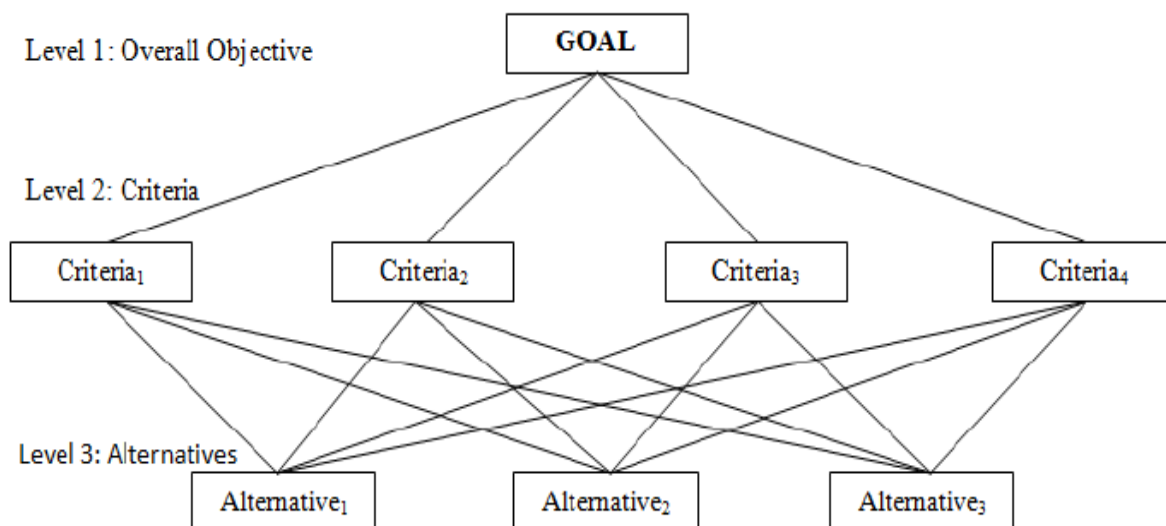 GOAL
Level 1: Overall Objective
Level 2: Criteria
Criteria₁ Criteria₂ Criteria₃ Criteria₄
Level 3: Alternatives
Alternative₁ Alternative₂ Alternative₃